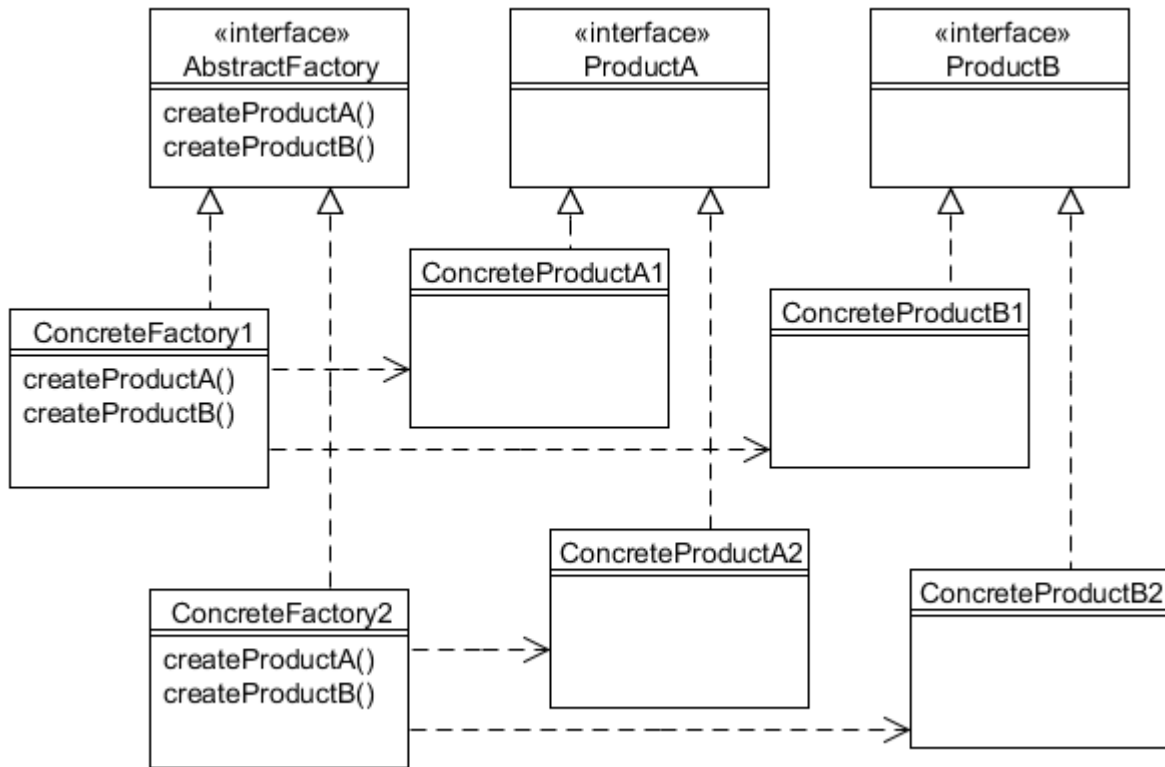 «interface»
AbstractFactory
createProductA()
createProductB()
«interface»
ProductA
«interface»
ProductB
ConcreteProductA1
ConcreteProductB1
ConcreteFactory1
createProductA()
createProductB()
ConcreteProductA2
ConcreteProductB2
ConcreteFactory2
createProductA()
createProductB()